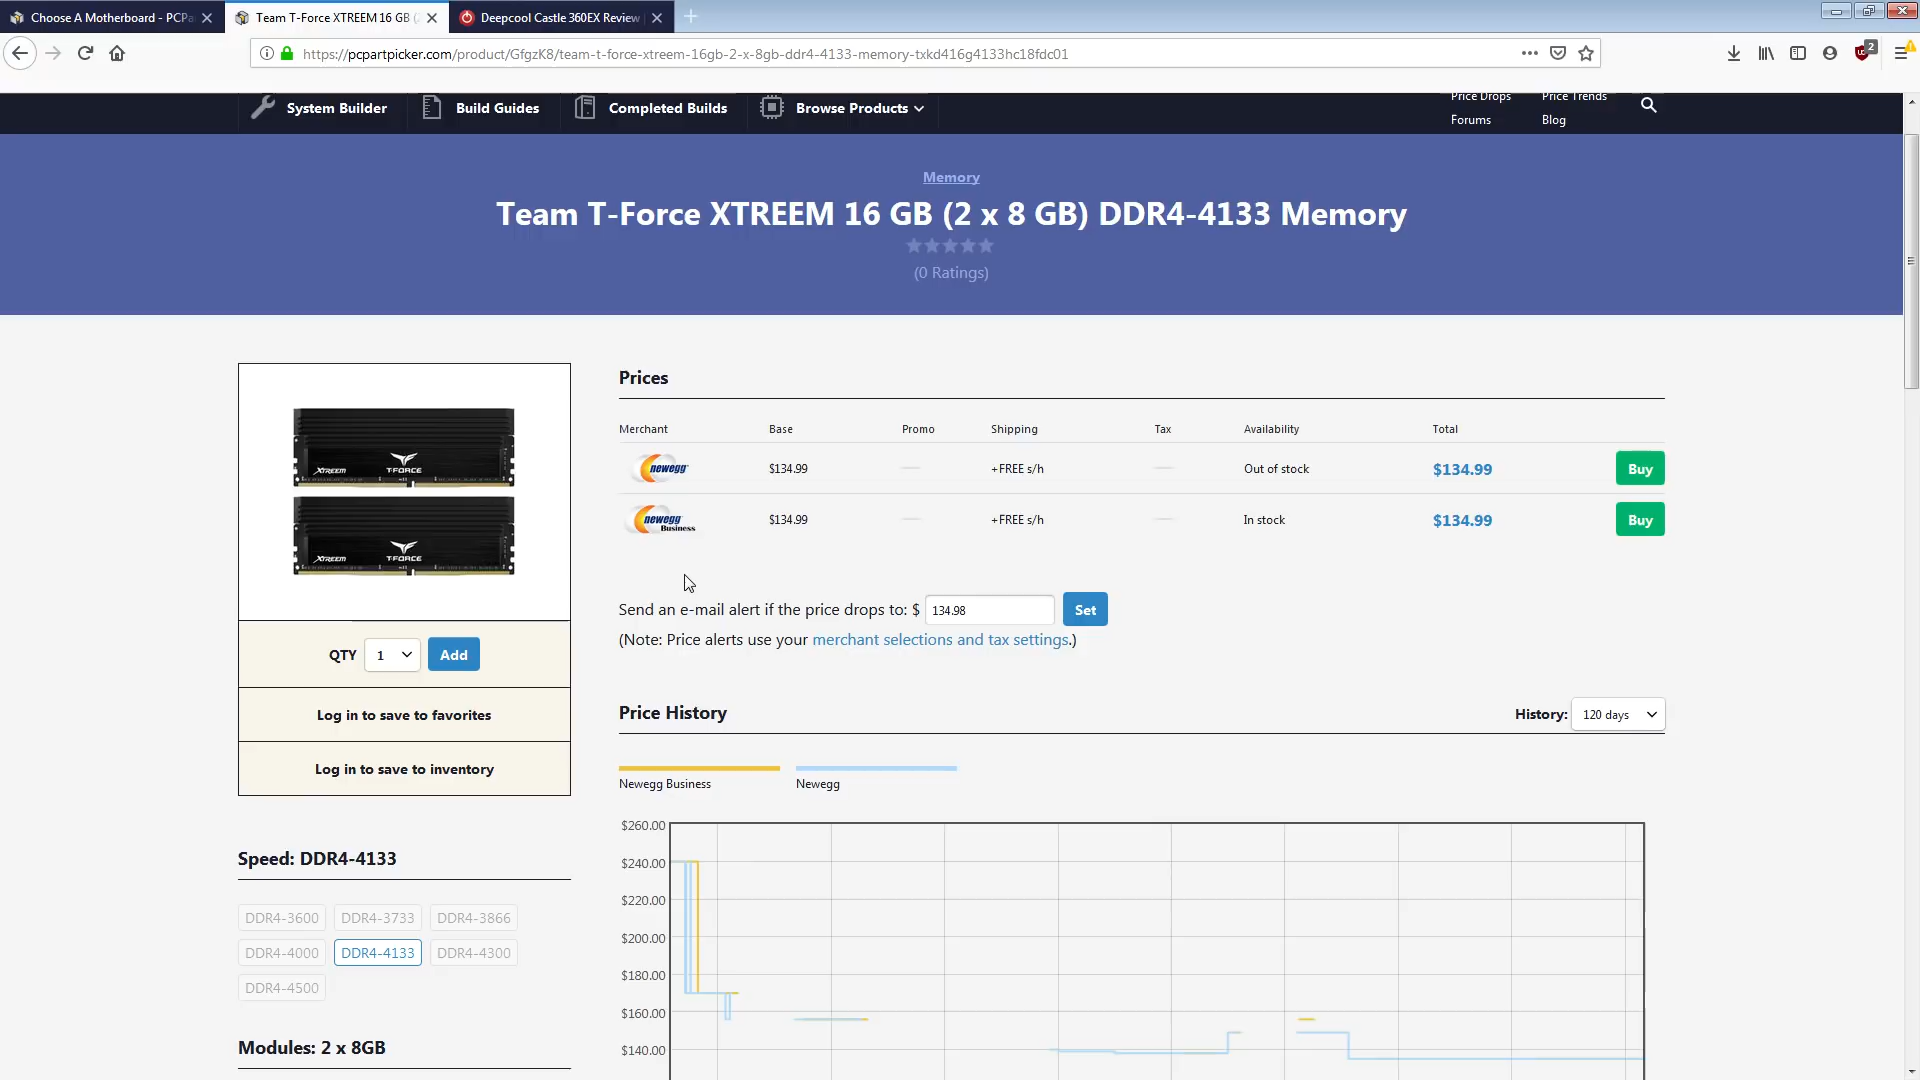 Choose A Motherboard - PCPa
Team T-Force XTREEM 16 GB (
Deepcool Castle 360EX Review
https://pcpartpicker.com/product/GfgzK8/team-t-force-xtreem-16gb-2-x-8gb-ddr4-4133-memory-txkd416g4133hc18fdc01
2
System Builder
Build Guides
Completed Builds
Browse Products
Price Drops
Price Trends
Forums
Blog
Memory
Team T-Force XTREEM 16 GB (2 x 8 GB) DDR4-4133 Memory
(0 Ratings)
XTREEM
T-FORCE
XTREEM
T-FORCE
QTY 1 Add
Log in to save to favorites
Log in to save to inventory
Speed: DDR4-4133
DDR4-3600 DDR4-3733 DDR4-3866
DDR4-4000 DDR4-4133 DDR4-4300
DDR4-4500
Modules: 2 x 8GB
Prices
Merchant Base Promo Shipping Tax Availability Total
newegg $134.99 — +FREE s/h — Out of stock $134.99 Buy
newegg Business $134.99 — +FREE s/h — In stock $134.99 Buy
Send an e-mail alert if the price drops to: $ 134.98 Set
(Note: Price alerts use your merchant selections and tax settings.)
Price History
History: 120 days
Newegg Business
Newegg
$260.00
$240.00
$220.00
$200.00
$180.00
$160.00
$140.00